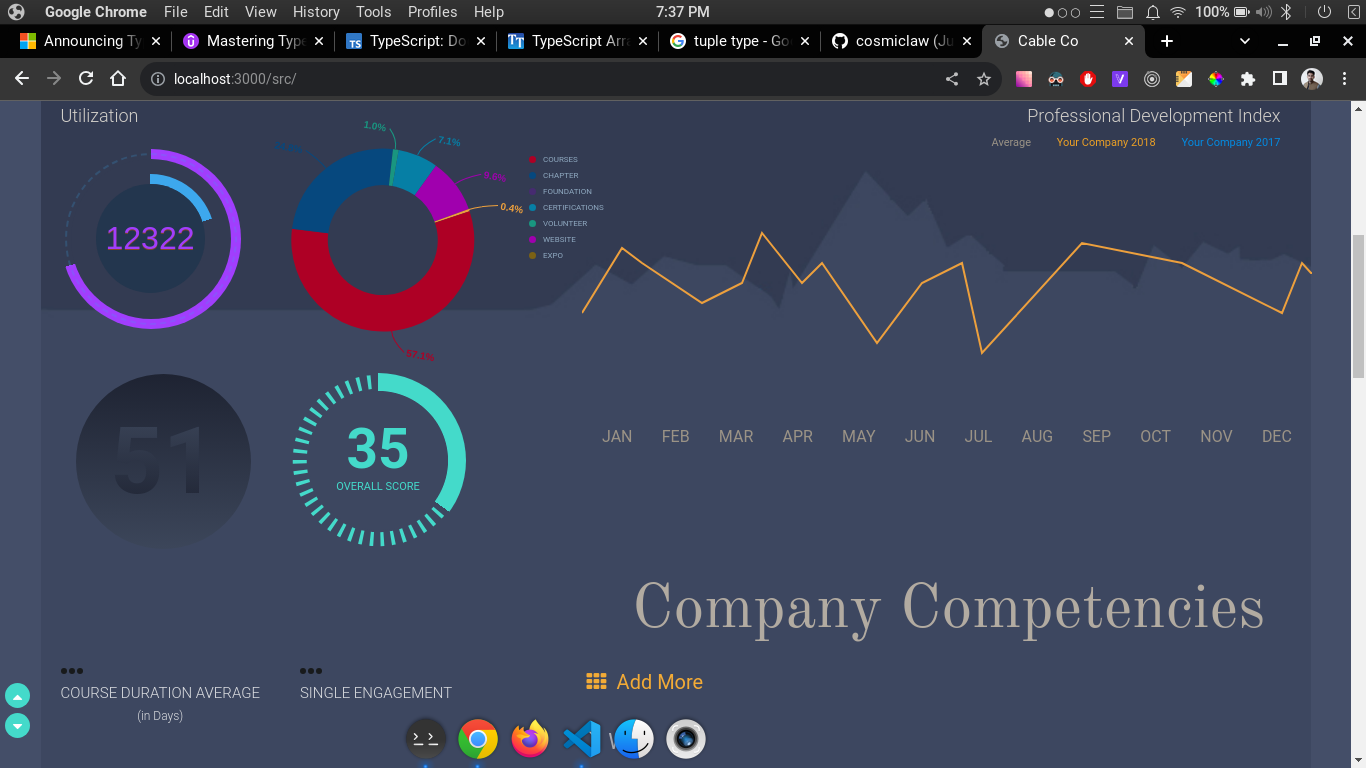 Google Chrome File Edit View History Tools Profiles Help 7:37 PM 100%
Announcing Ty
Mastering Type
TypeScript: Do
TypeScript Arr
tuple type - Go
cosmiclaw (Ju
Cable Co
localhost:3000/src/
Utilization
Professional Development Index
Average Your Company 2018 Your Company 2017
12322
1.0%
7.1%
0.4%
57.1%
COURSES
CHAPTER
FOUNDATION
CERTIFICATIONS
VOLUNTEER
WEBSITE
EXPO
JAN FEB MAR APR MAY JUN JUL AUG SEP OCT NOV DEC
51
35
OVERALL SCORE
Company Competencies
COURSE DURATION AVERAGE
(in Days)
SINGLE ENGAGEMENT
Add More